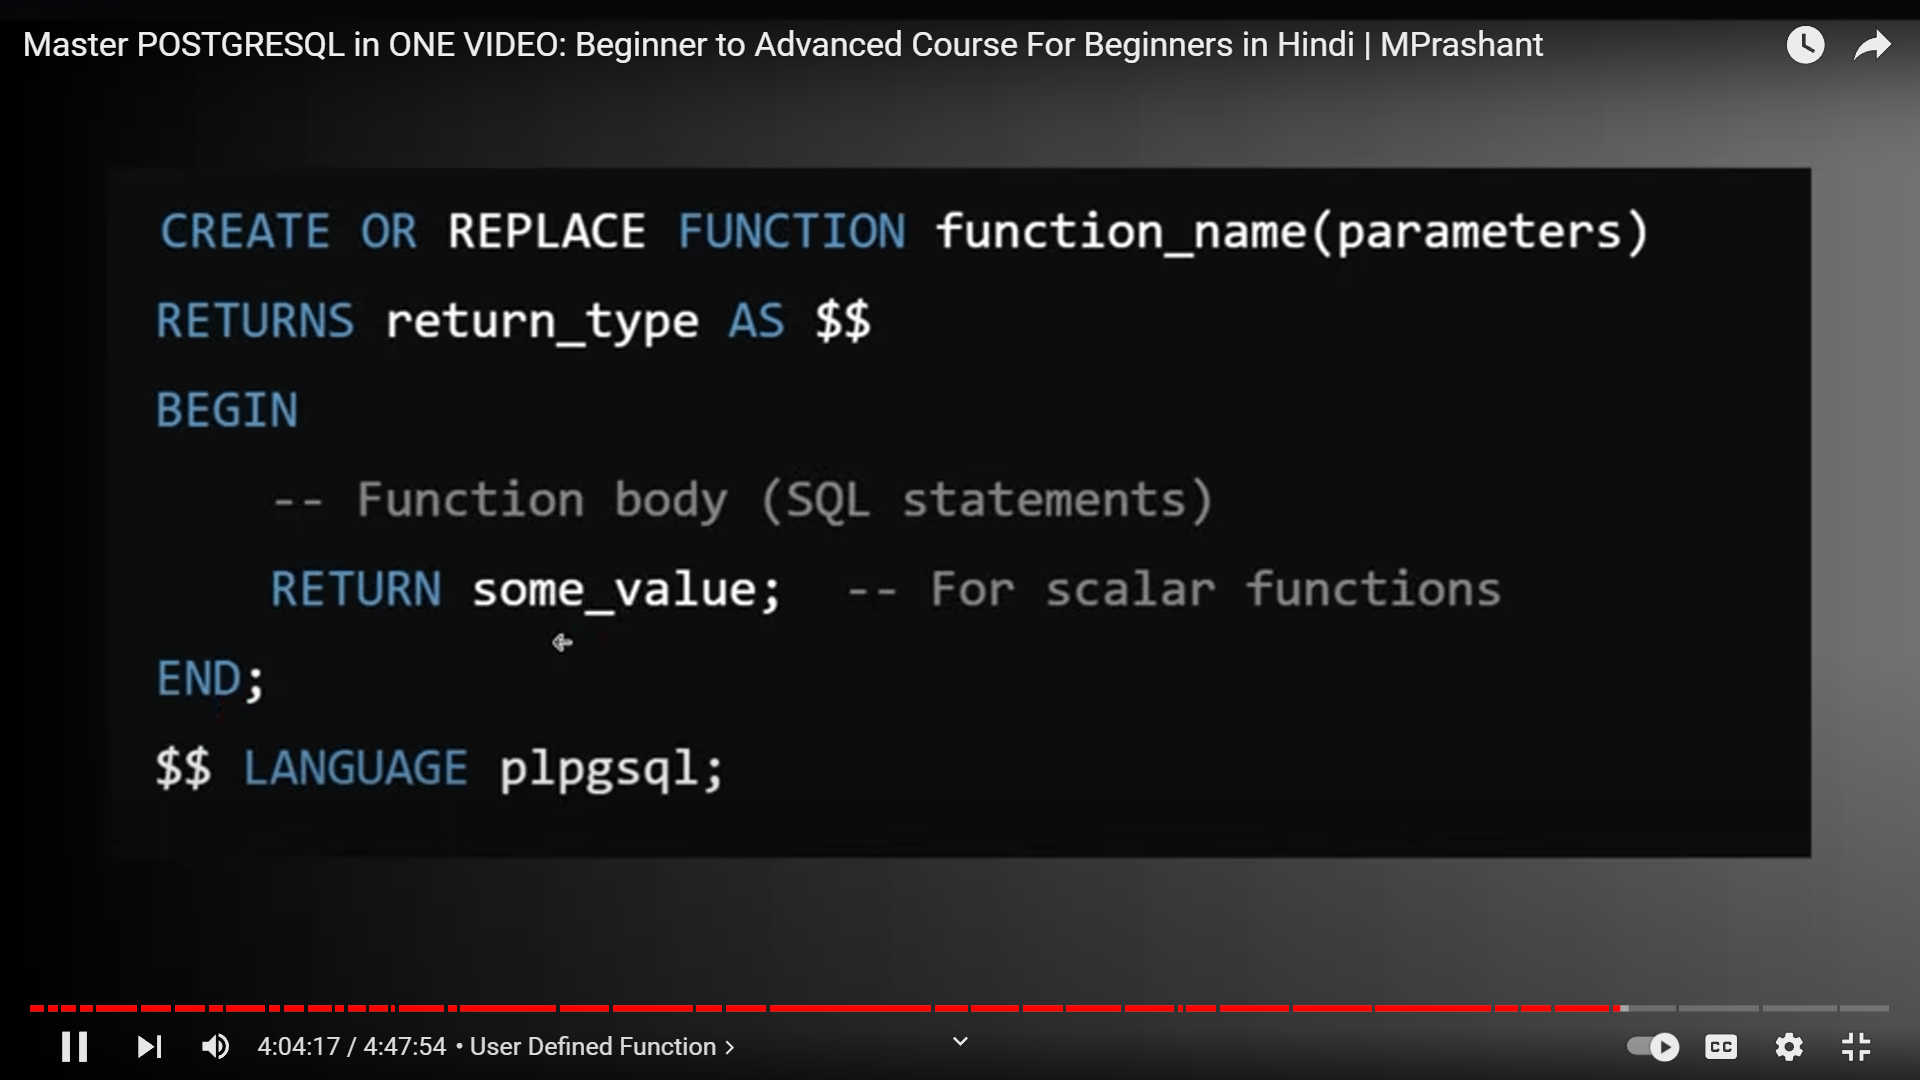 Master POSTGRESQL in ONE VIDEO: Beginner to Advanced Course For Beginners in Hindi | MPrashant
CREATE OR REPLACE FUNCTION function_name(parameters)
RETURNS return_type AS $$
BEGIN
-- Function body (SQL statements)
RETURN some_value; -- For scalar functions
END;
$$ LANGUAGE plpgsql;
4:04:17 / 4:47:54 • User Defined Function
CC